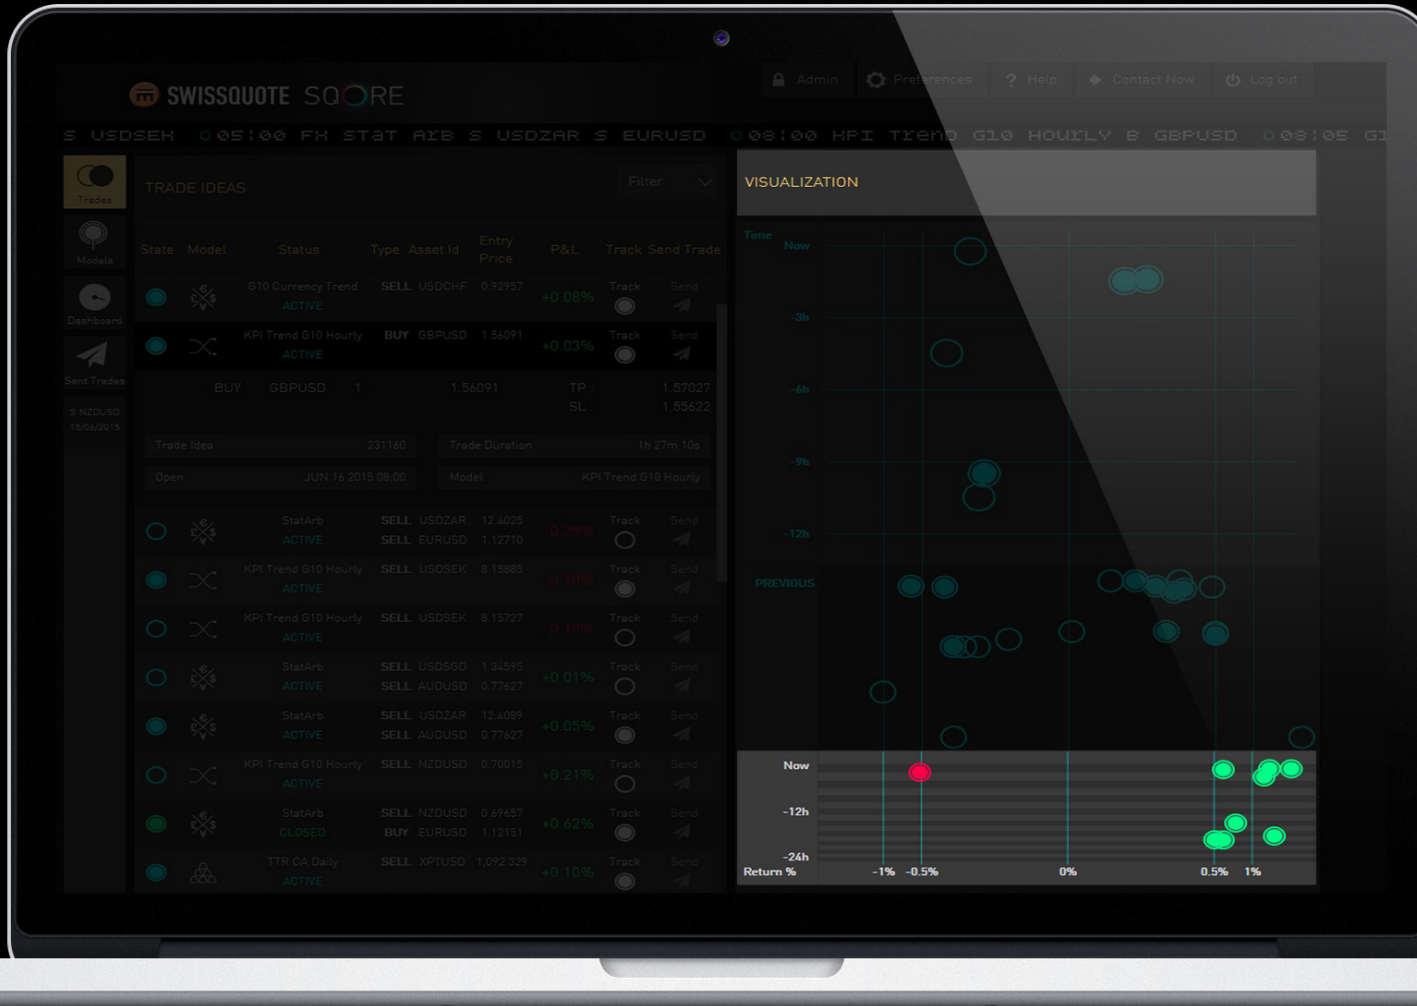 SWISSQUOTE SQORE
Admin
Preferences
? Help
Contact Now
Log out
S USDSEK 05:00 FX STAT ARB S USDZAR S EURUSD 08:00 KPI Trend G10 HOURLY B GBPUSD 08:05 G1
Trades
Models
Dashboard
Sent Trades
S NZDUSD
15/06/2015
TRADE IDEAS
Filter
State Model Status Type Asset Id Entry Price P&L Track Send Trade
G10 Currency Trend SELL USDCHF 0.92957 +0.08% Track Send
ACTIVE
KPI Trend G10 Hourly BUY GBPUSD 1.56091 +0.03% Track Send
ACTIVE
BUY GBPUSD 1 1.56091 TP : 1.57027
SL : 1.55622
Trade Idea 231160 Trade Duration 1h 27m 10s
Open JUN 16 2015 08:00 Model KPI Trend G10 Hourly
StatArb SELL USDZAR 12.4025 -0.29% Track Send
ACTIVE SELL EURUSD 1.12710
KPI Trend G10 Hourly SELL USDSEK 8.15885 -0.10% Track Send
ACTIVE
KPI Trend G10 Hourly SELL USDSEK 8.15727 -0.12% Track Send
ACTIVE
StatArb SELL USDSGD 1.34595 +0.01% Track Send
ACTIVE SELL AUDUSD 0.77627
StatArb SELL USDZAR 12.4089 +0.05% Track Send
ACTIVE SELL AUDUSD 0.77627
KPI Trend G10 Hourly SELL NZDUSD 0.70015 +0.21% Track Send
ACTIVE
StatArb SELL NZDUSD 0.69657 +0.62% Track Send
CLOSED BUY EURUSD 1.12151
TTR CA Daily SELL XPTUSD 1,092.329 +0.10% Track Send
ACTIVE
VISUALIZATION
Time
Now
-3h
-6h
-9h
-12h
PREVIOUS
Now
-12h
-24h
Return % -1% -0.5% 0% 0.5% 1%